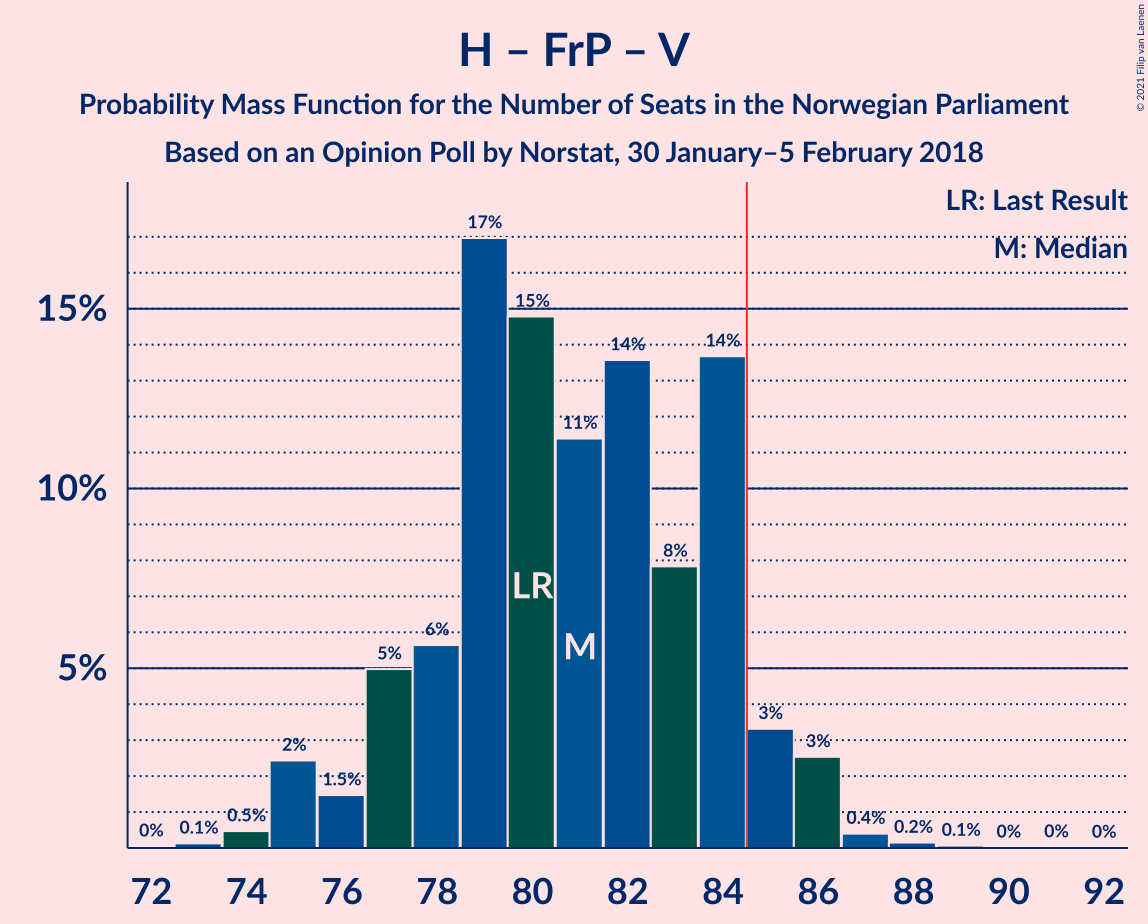 H – FrP – V
Probability Mass Function for the Number of Seats in the Norwegian Parliament
Based on an Opinion Poll by Norstat, 30 January–5 February 2018
© 2021 Filip van Laenen
LR: Last Result
M: Median
15%
10%
5%
0%
0.1%
0.5%
2%
1.5%
5%
6%
17%
15%
11%
14%
8%
14%
3%
3%
0.4%
0.2%
0.1%
0%
0%
0%
LR
M
72 74 76 78 80 82 84 86 88 90 92